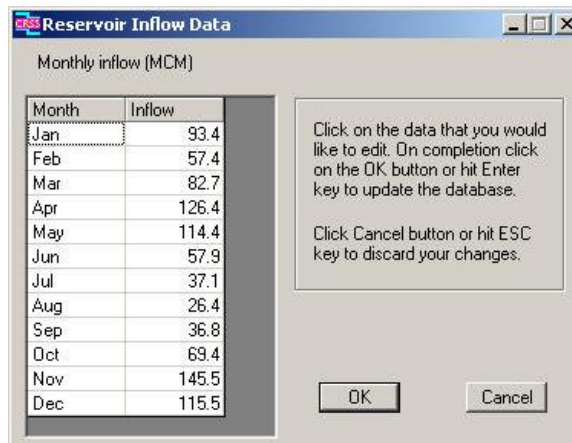 CRSS Reservoir Inflow Data
Monthly inflow (MCM)
Month Inflow
Jan 93.4
Feb 57.4
Mar 82.7
Apr 126.4
May 114.4
Jun 57.9
Jul 37.1
Aug 26.4
Sep 36.8
Oct 69.4
Nov 145.5
Dec 115.5
Click on the data that you would
like to edit. On completion click
on the OK button or hit Enter
key to update the database.
Click Cancel button or hit ESC
key to discard your changes.
OK Cancel